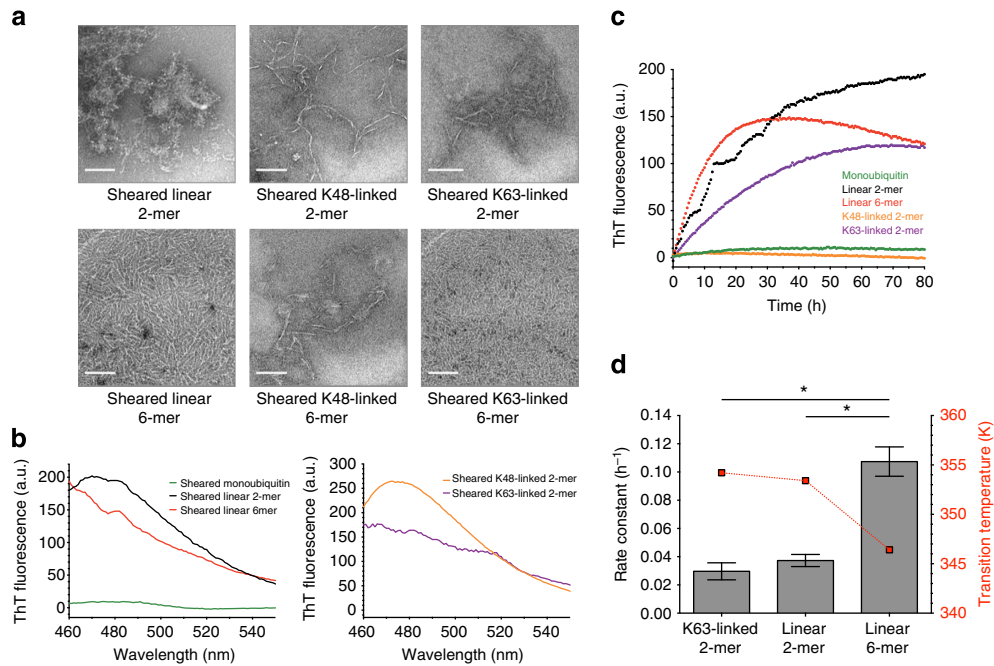 a
Sheared linear
2-mer
Sheared K48-linked
2-mer
Sheared K63-linked
2-mer
Sheared linear
6-mer
Sheared K48-linked
6-mer
Sheared K63-linked
6-mer
b
ThT fluorescence (a.u.)
200
150
100
50
0
460 480 500 520 540
Wavelength (nm)
Sheared monoubiquitin
Sheared linear 2-mer
Sheared linear 6mer
ThT fluorescence (a.u.)
300
250
200
150
100
50
0
460 480 500 520 540
Wavelength (nm)
Sheared K48-linked 2-mer
Sheared K63-linked 2-mer
c
ThT fluorescence (a.u.)
200
150
100
50
0
0 10 20 30 40 50 60 70 80
Time (h)
Monoubiquitin
Linear 2-mer
Linear 6-mer
K48-linked 2-mer
K63-linked 2-mer
d
*
*
Rate constant (h⁻¹)
0.14
0.12
0.10
0.08
0.06
0.04
0.02
0.00
K63-linked
2-mer
Linear
2-mer
Linear
6-mer
360
355
350
345
340
Transition temperature (K)